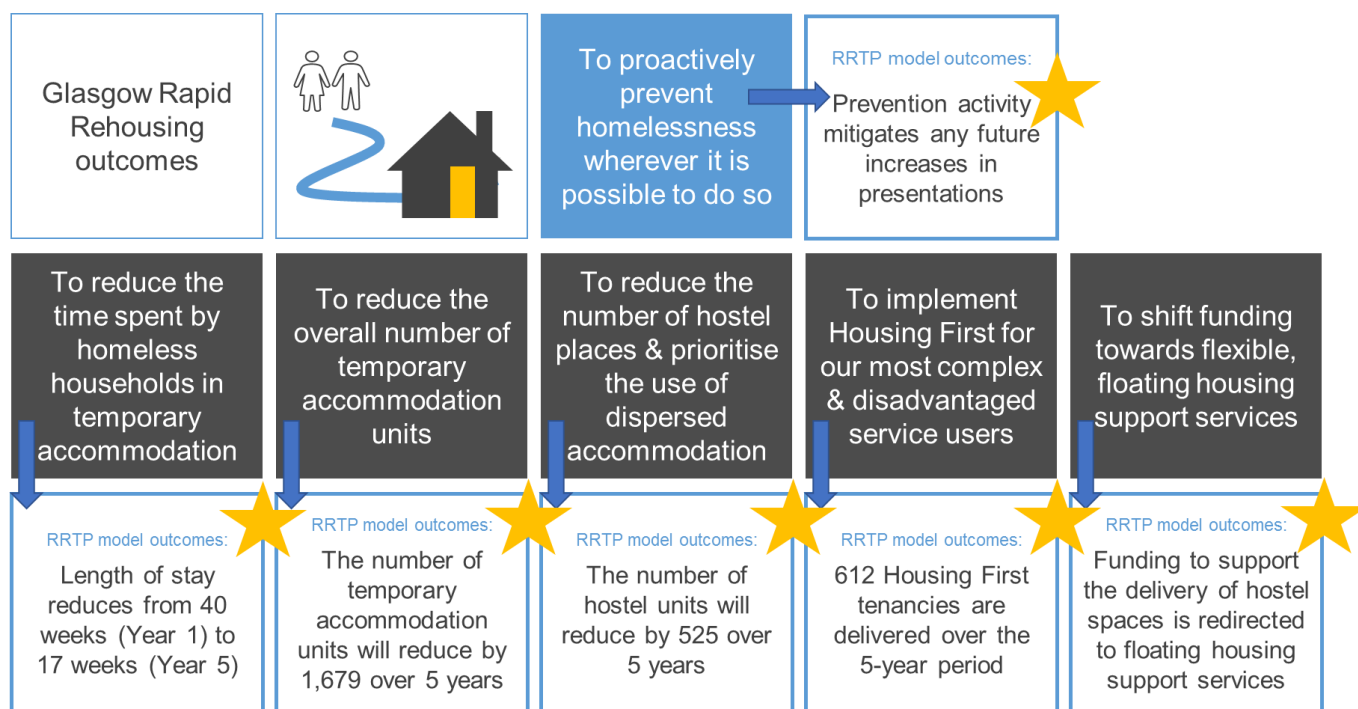 Glasgow Rapid
Rehousing
outcomes
To proactively
prevent
homelessness
wherever it is
possible to do so
RRTP model outcomes:
Prevention activity
mitigates any future
increases in
presentations
To reduce the
time spent by
homeless
households in
temporary
accommodation
To reduce the
overall number of
temporary
accommodation
units
To reduce the
number of hostel
places & prioritise
the use of
dispersed
accommodation
To implement
Housing First for
our most complex
& disadvantaged
service users
To shift funding
towards flexible,
floating housing
support services
RRTP model outcomes:
Length of stay
reduces from 40
weeks (Year 1) to
17 weeks (Year 5)
RRTP model outcomes:
The number of
temporary
accommodation
units will reduce by
1,679 over 5 years
RRTP model outcomes:
The number of
hostel units will
reduce by 525 over
5 years
RRTP model outcomes:
612 Housing First
tenancies are
delivered over the
5-year period
RRTP model outcomes:
Funding to support
the delivery of hostel
spaces is redirected
to floating housing
support services